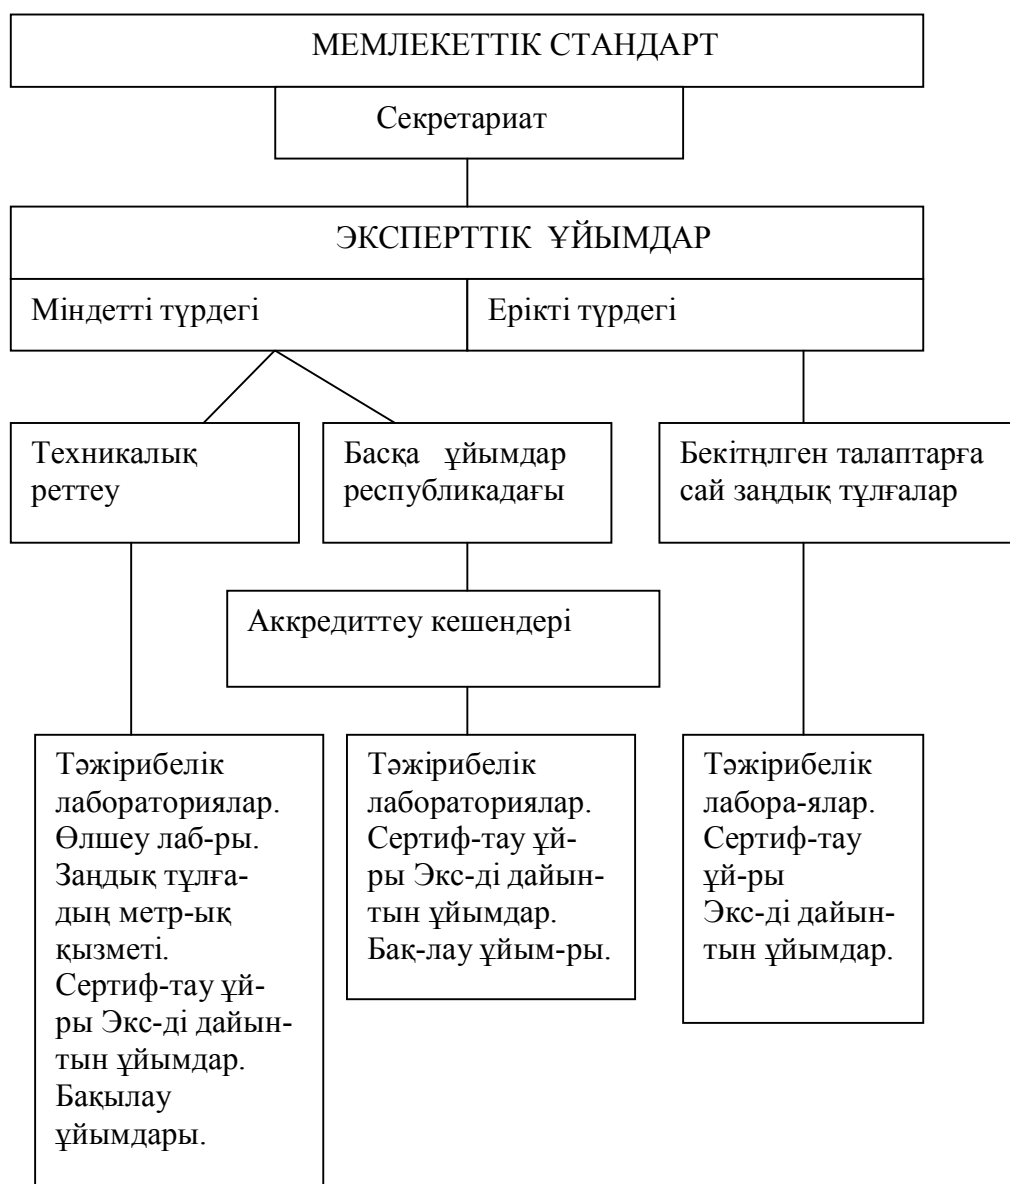 МЕМЛЕКЕТТІК СТАНДАРТ
Секретариат
ЭКСПЕРТТІК ҰЙЫМДАР
Міндетті түрдегі
Ерікті түрдегі
Техникалық
реттеу
Басқа ұйымдар
республикадағы
Бекітңлген талаптарға
сай заңдық тұлғалар
Аккредиттеу кешендері
Тәжірибелік
лабораториялар.
Өлшеу лаб-ры.
Заңдық тұлға-
дың метр-ық
қызметі.
Сертиф-тау ұй-
ры Экс-ді дайын-
тын ұйымдар.
Бақылау
ұйымдары.
Тәжірибелік
лабораториялар.
Сертиф-тау ұй-
ры Экс-ді дайын-
тын ұйымдар.
Бақ-лау ұйым-ры.
Тәжірибелік
лабора-ялар.
Сертиф-тау
ұй-ры
Экс-ді дайын-
тын ұйымдар.